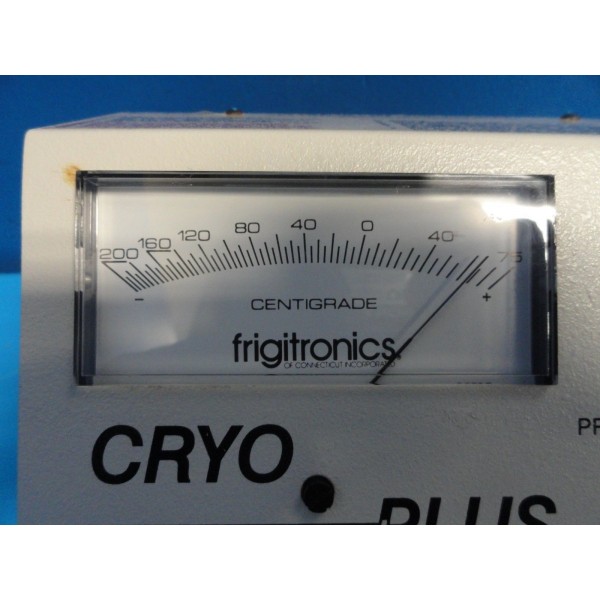 200 160 120 80 40 0 40 75
- +
CENTIGRADE
frigitronics
OF CONNECTICUT INCORPORATED
CRYO
PLUS